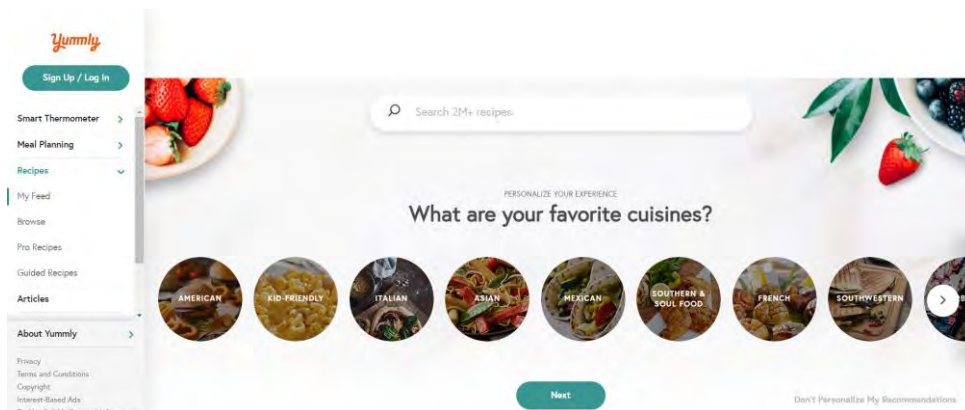 Yummly
Sign Up / Log In
Smart Thermometer
Meal Planning
Recipes
My Feed
Browse
Pro Recipes
Guided Recipes
Articles
About Yummly
Privacy
Terms and Conditions
Copyright
Interest-Based Ads
Search 2M+ recipes
PERSONALIZE YOUR EXPERIENCE
What are your favorite cuisines?
AMERICAN
KID-FRIENDLY
ITALIAN
ASIAN
MEXICAN
SOUTHERN &
SOUL FOOD
FRENCH
SOUTHWESTERN
Next
Don't Personalize My Recommendations